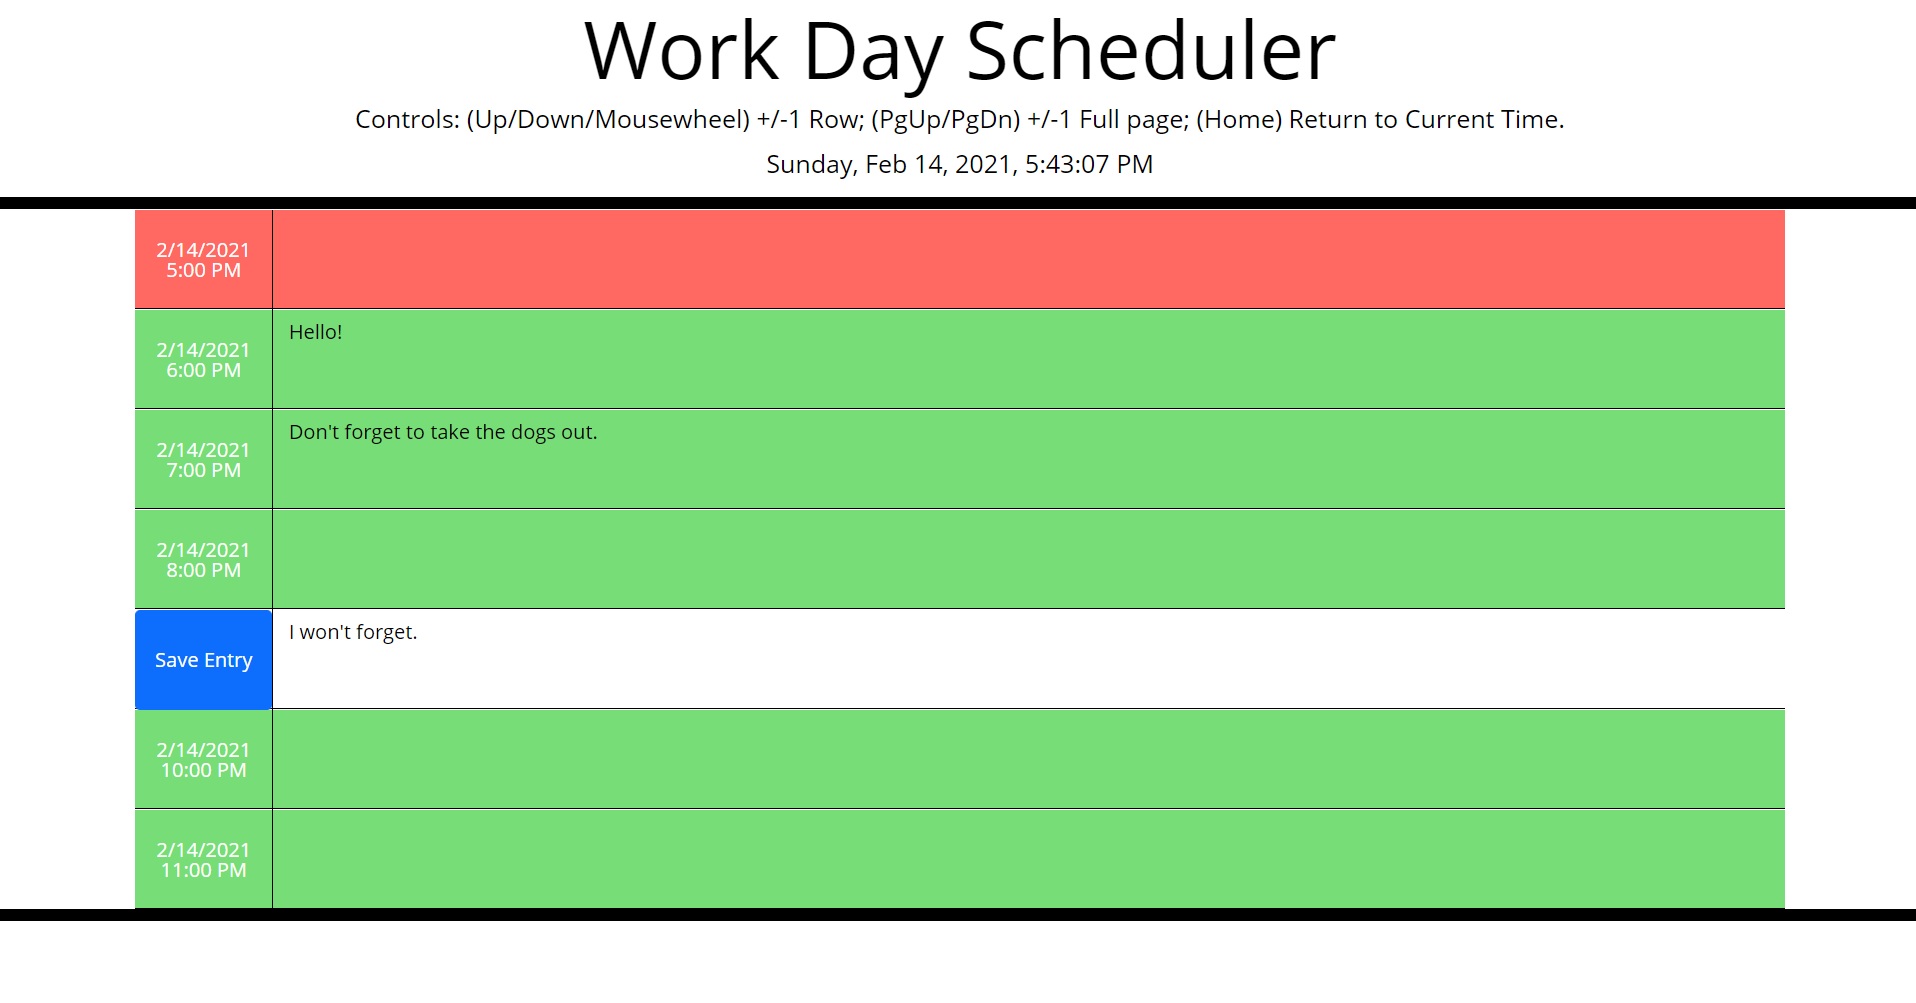 Work Day Scheduler
Controls: (Up/Down/Mousewheel) +/-1 Row; (PgUp/PgDn) +/-1 Full page; (Home) Return to Current Time.
Sunday, Feb 14, 2021, 5:43:07 PM
2/14/2021
5:00 PM
Hello!
2/14/2021
6:00 PM
Don't forget to take the dogs out.
2/14/2021
7:00 PM
2/14/2021
8:00 PM
I won't forget.
Save Entry
2/14/2021
10:00 PM
2/14/2021
11:00 PM